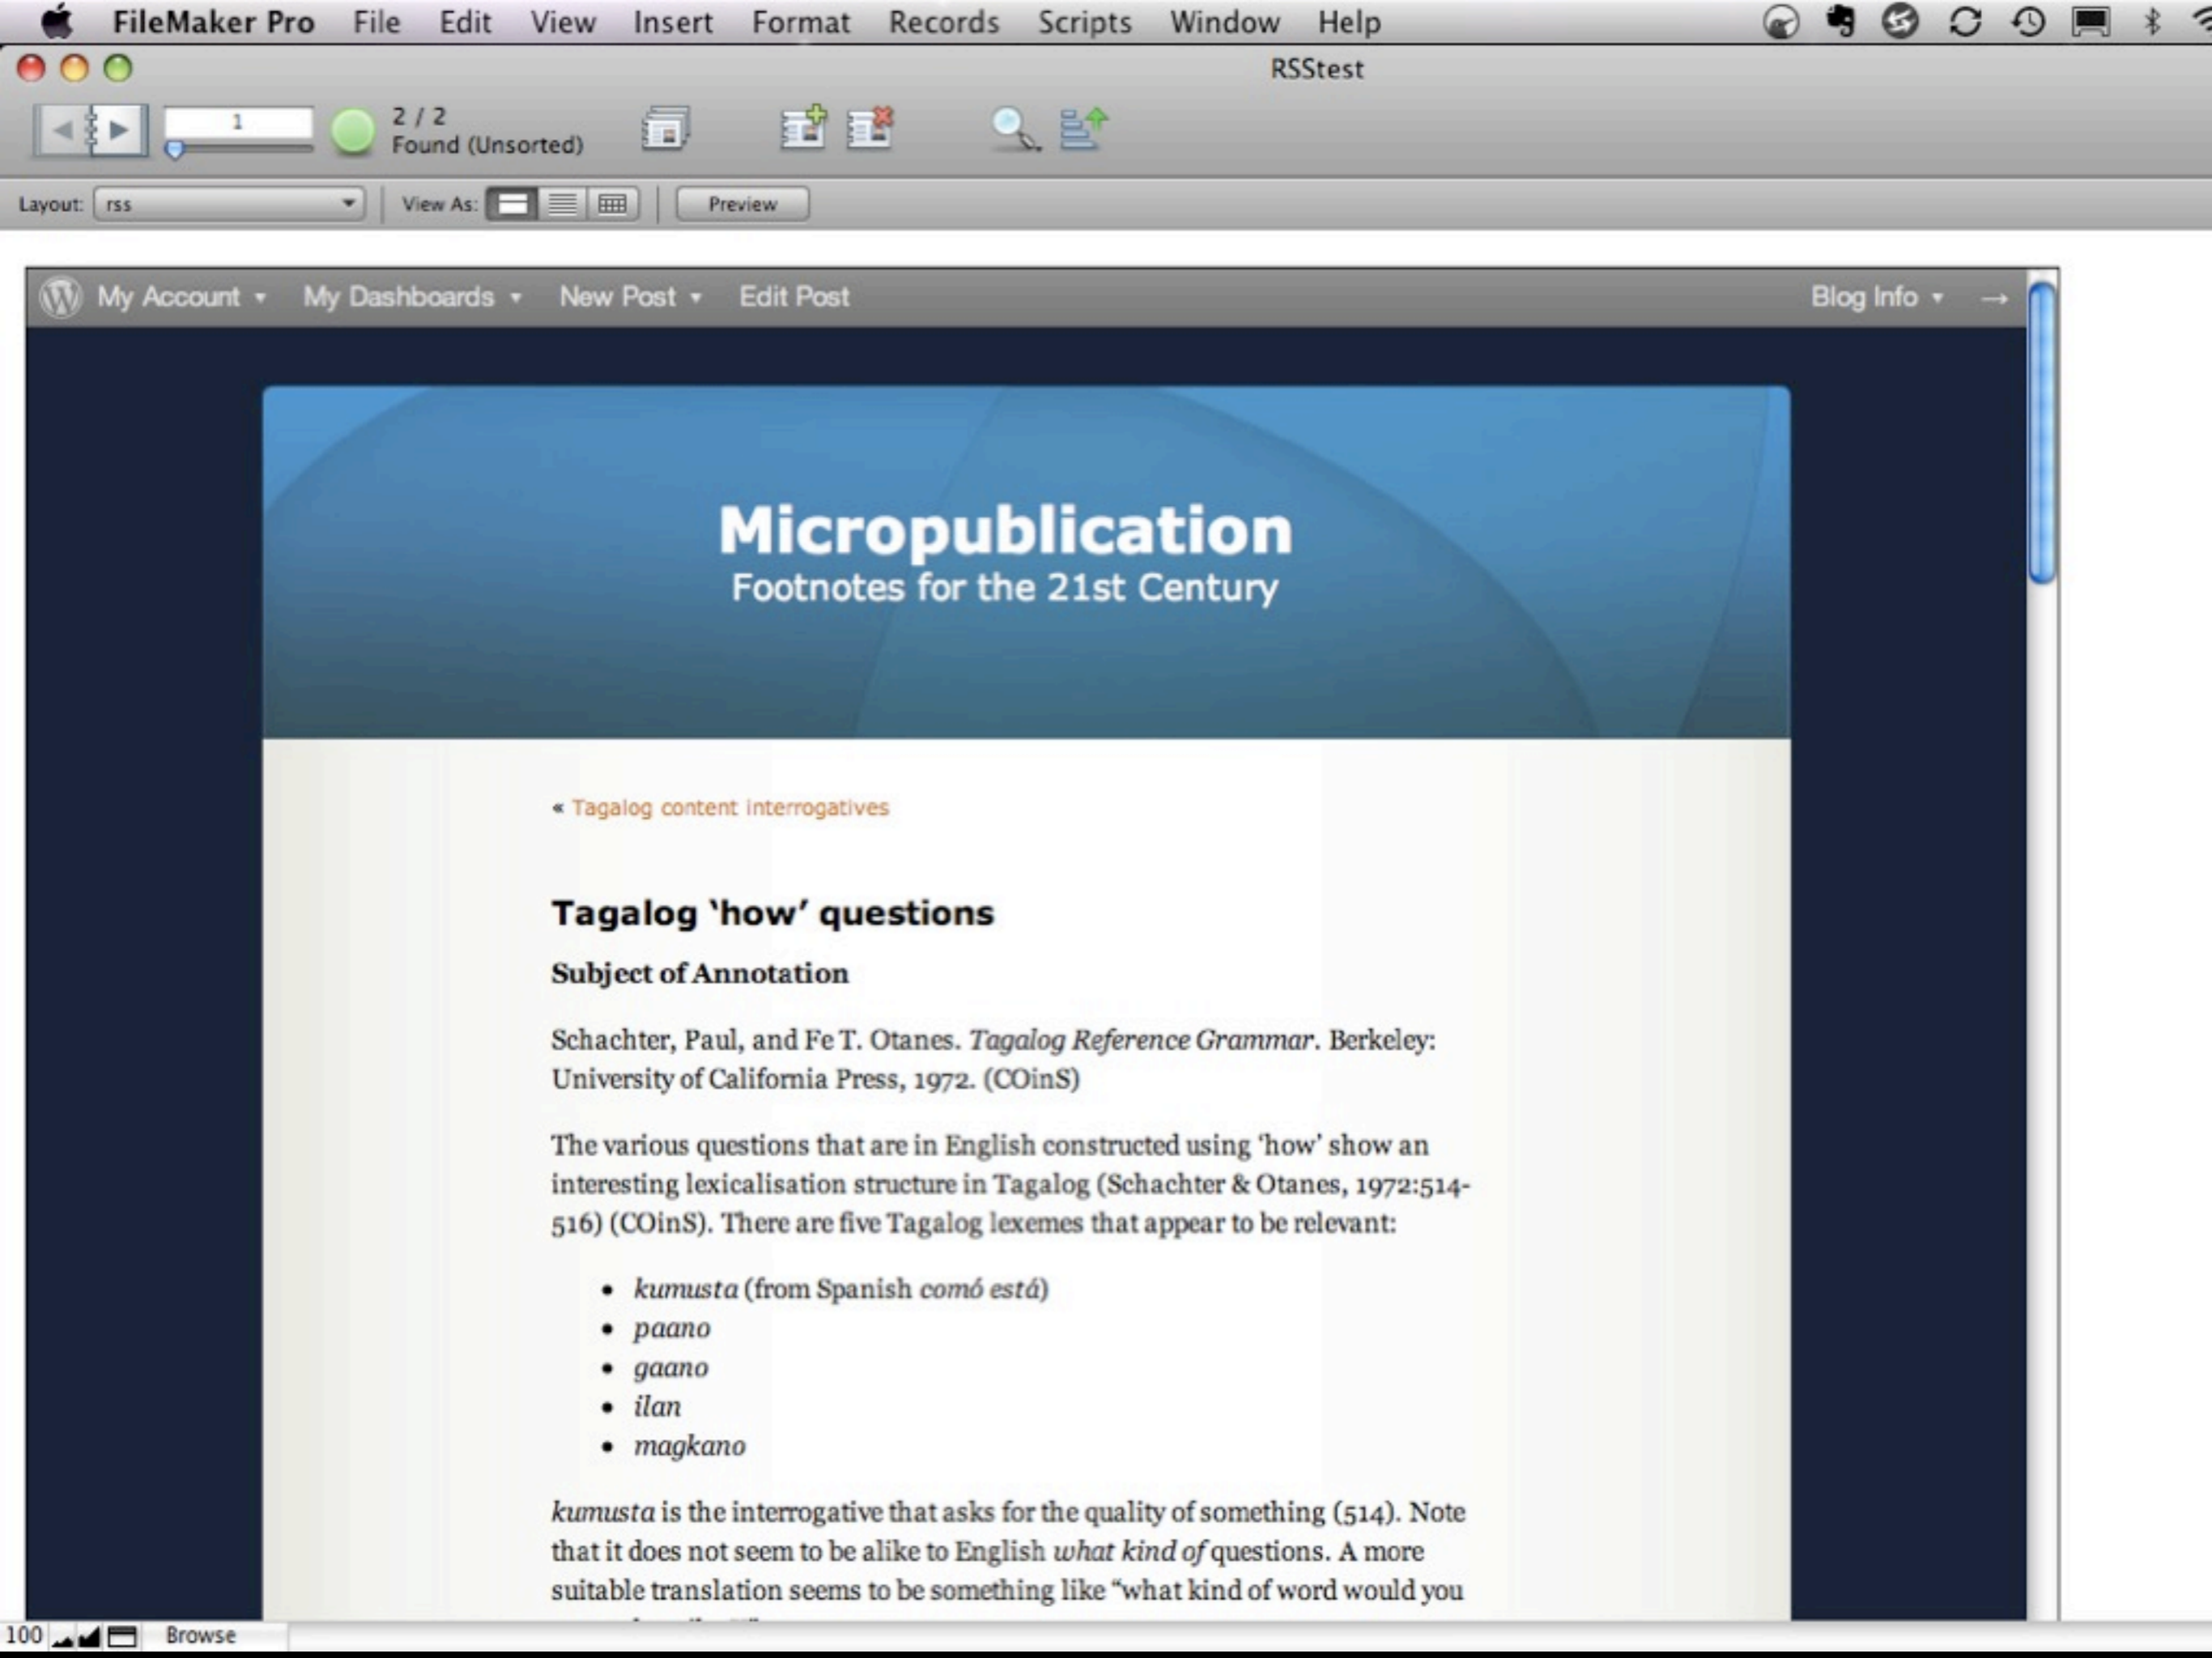 FileMaker Pro File Edit View Insert Format Records Scripts Window Help
RSStest
1
2 / 2
Found (Unsorted)
Layout: rss View As: Preview
My Account My Dashboards New Post Edit Post Blog Info →
Micropublication
Footnotes for the 21st Century
« Tagalog content interrogatives
Tagalog ‘how’ questions
Subject of Annotation
Schachter, Paul, and Fe T. Otanes. Tagalog Reference Grammar. Berkeley:
University of California Press, 1972. (COinS)
The various questions that are in English constructed using ‘how’ show an
interesting lexicalisation structure in Tagalog (Schachter & Otanes, 1972:514-
516) (COinS). There are five Tagalog lexemes that appear to be relevant:
• kumusta (from Spanish comó está)
• paano
• gaano
• ilan
• magkano
kumusta is the interrogative that asks for the quality of something (514). Note
that it does not seem to be alike to English what kind of questions. A more
suitable translation seems to be something like “what kind of word would you
100 Browse